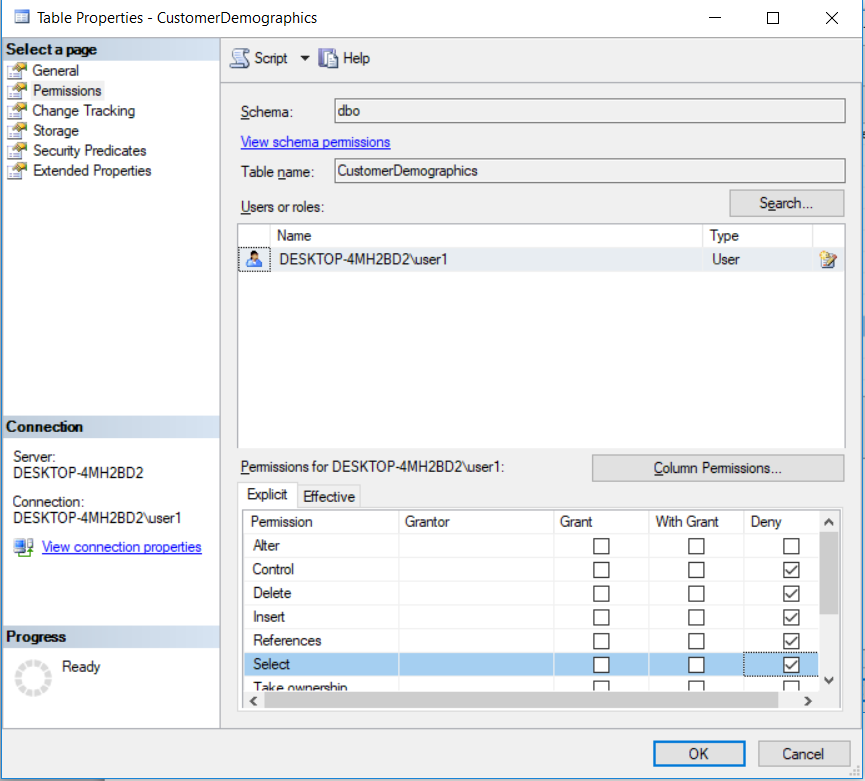 Table Properties - CustomerDemographics
Select a page
General
Permissions
Change Tracking
Storage
Security Predicates
Extended Properties
Connection
Server:
DESKTOP-4MH2BD2
Connection:
DESKTOP-4MH2BD2\user1
View connection properties
Progress
Ready
Script
Help
Schema:
dbo
View schema permissions
Table name:
CustomerDemographics
Users or roles:
Search...
Name Type
DESKTOP-4MH2BD2\user1 User
Permissions for DESKTOP-4MH2BD2\user1:
Column Permissions...
Explicit Effective
Permission Grantor Grant With Grant Deny
Alter
Control
Delete
Insert
References
Select
Take ownership
OK Cancel